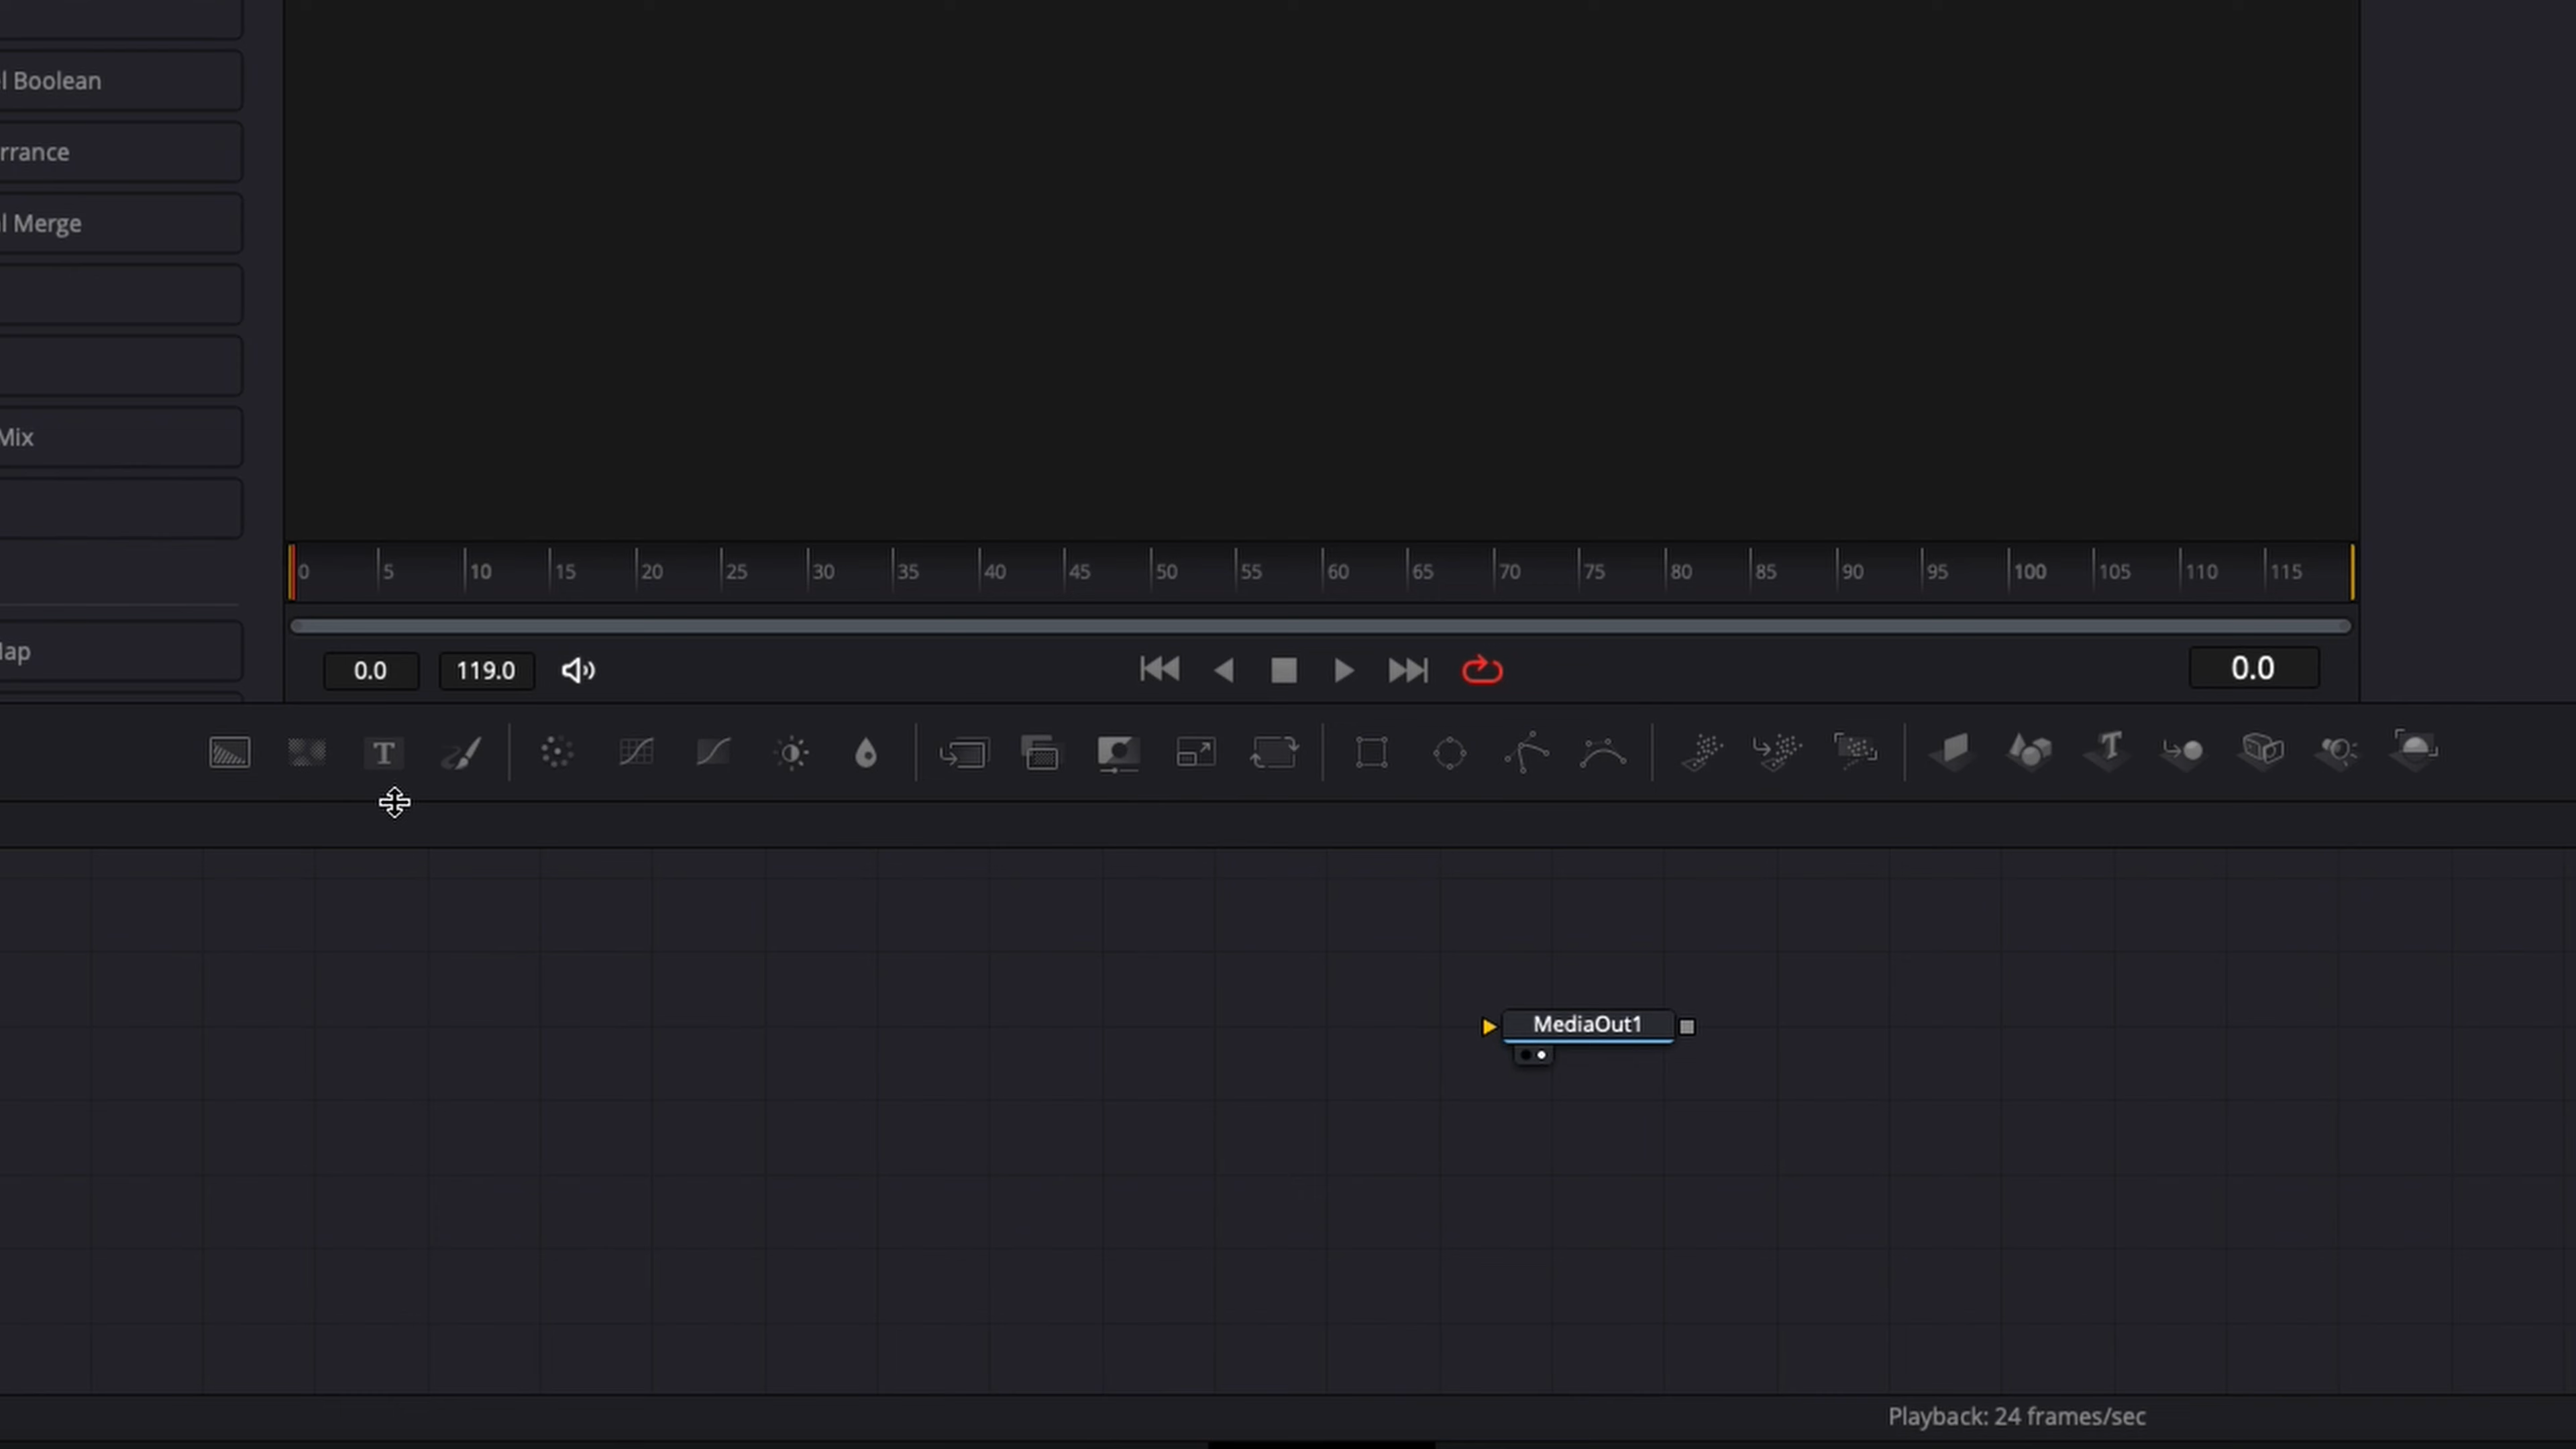 l Boolean
rrance
l Merge
Mix
0 5 10 15 20 25 30 35 40 45 50 55 60 65 70 75 80 85 90 95 100 105 110 115
lap
0.0 119.0 0.0
T
MediaOut1
Playback: 24 frames/sec